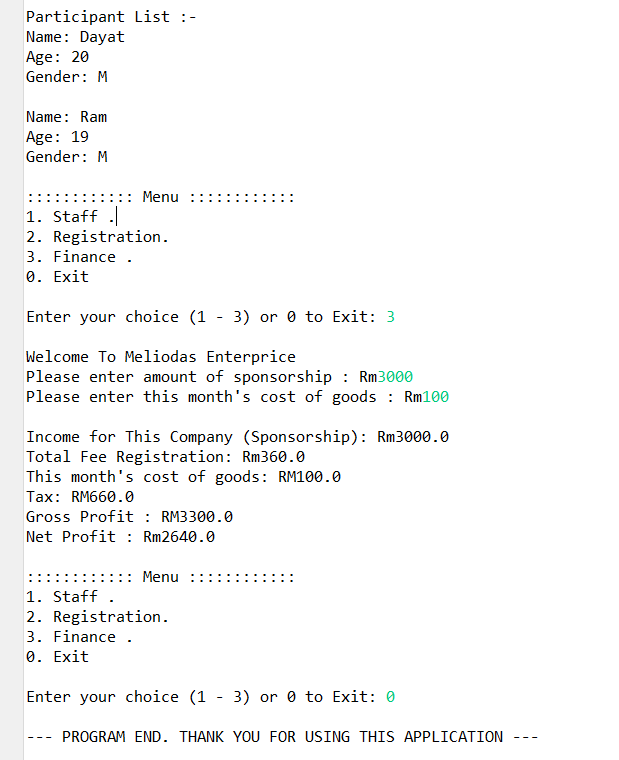 Participant List :-
Name: Dayat
Age: 20
Gender: M
Name: Ram
Age: 19
Gender: M
:::::::::::: Menu ::::::::::::
1. Staff .
2. Registration.
3. Finance .
0. Exit
Enter your choice (1 - 3) or 0 to Exit: 3
Welcome To Meliodas Enterprice
Please enter amount of sponsorship : Rm3000
Please enter this month's cost of goods : Rm100
Income for This Company (Sponsorship): Rm3000.0
Total Fee Registration: Rm360.0
This month's cost of goods: RM100.0
Tax: RM660.0
Gross Profit : RM3300.0
Net Profit : Rm2640.0
:::::::::::: Menu ::::::::::::
1. Staff .
2. Registration.
3. Finance .
0. Exit
Enter your choice (1 - 3) or 0 to Exit: 0
--- PROGRAM END. THANK YOU FOR USING THIS APPLICATION ---